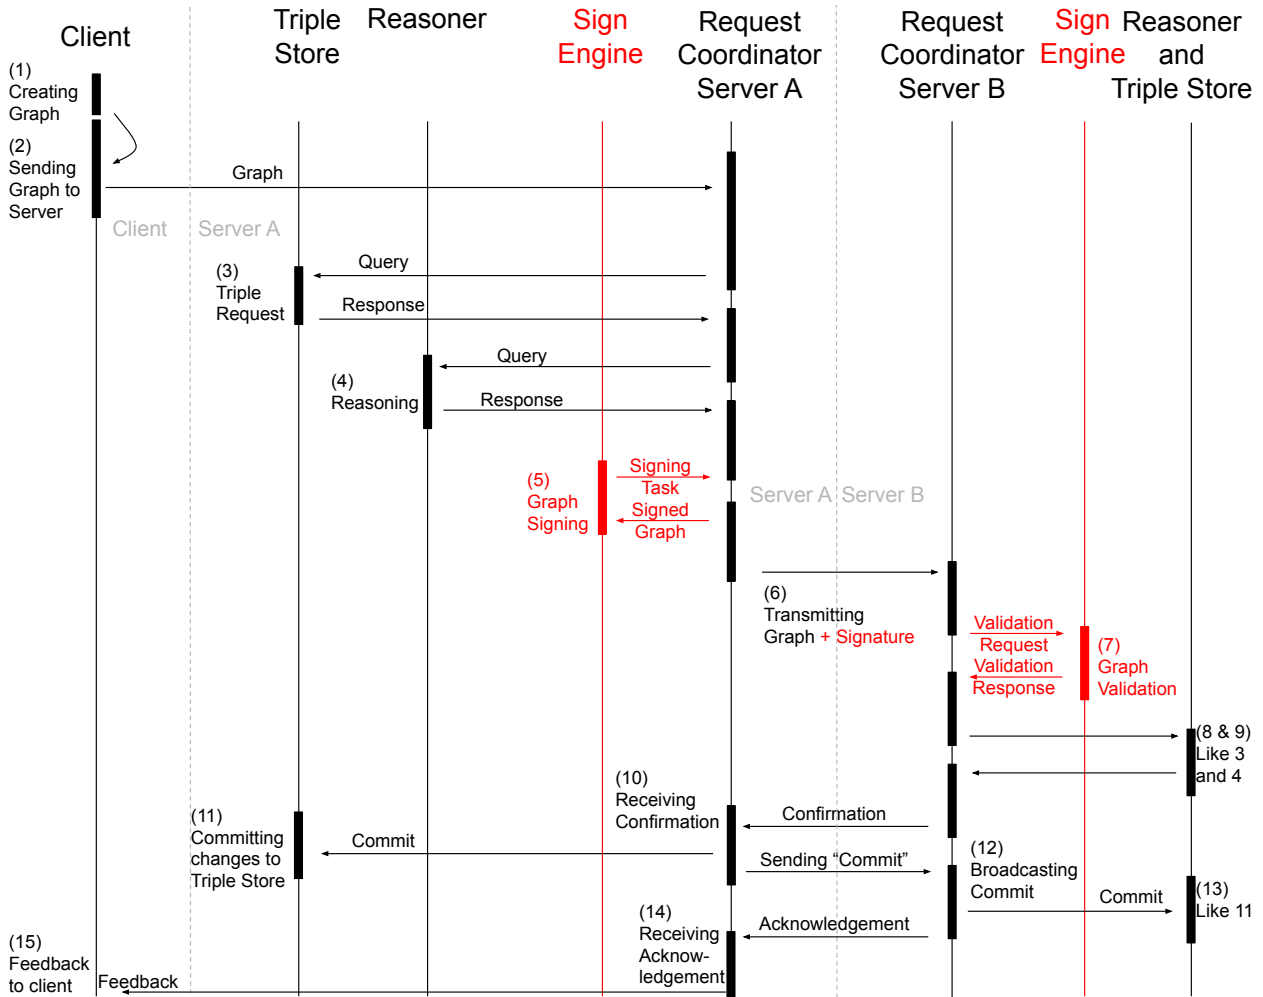 Client
Triple
Store
Reasoner
Sign
Engine
Request
Coordinator
Server A
Request
Coordinator
Server B
Sign
Engine
Reasoner
and
Triple Store
(1)
Creating
Graph
(2)
Sending
Graph to
Server
Graph
Client
Server A
(3)
Triple
Request
Query
Response
(4)
Reasoning
Query
Response
(5)
Graph
Signing
Signing
Task
Signed
Graph
Server A
Server B
(6)
Transmitting
Graph + Signature
Validation
Request
Validation
Response
(7)
Graph
Validation
(8 & 9)
Like 3
and 4
(10)
Receiving
Confirmation
Confirmation
(11)
Committing
changes to
Triple Store
Commit
Sending “Commit”
(12)
Broadcasting
Commit
Commit
(13)
Like 11
(14)
Receiving
Acknow-
ledgement
Acknowledgement
(15)
Feedback
to client
Feedback